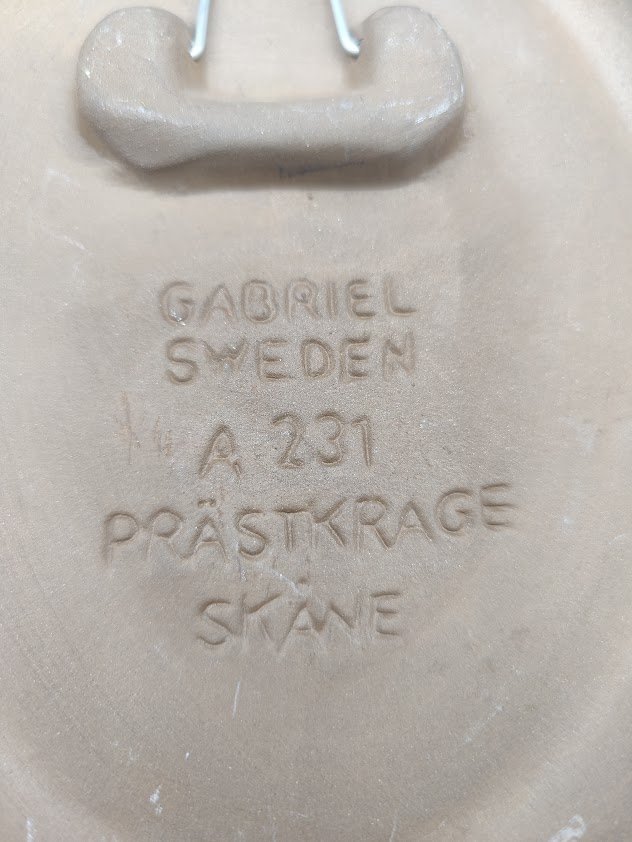 GABRIEL
SWEDEN
A, 231
PRÄSTKRAGE
SKÅNE